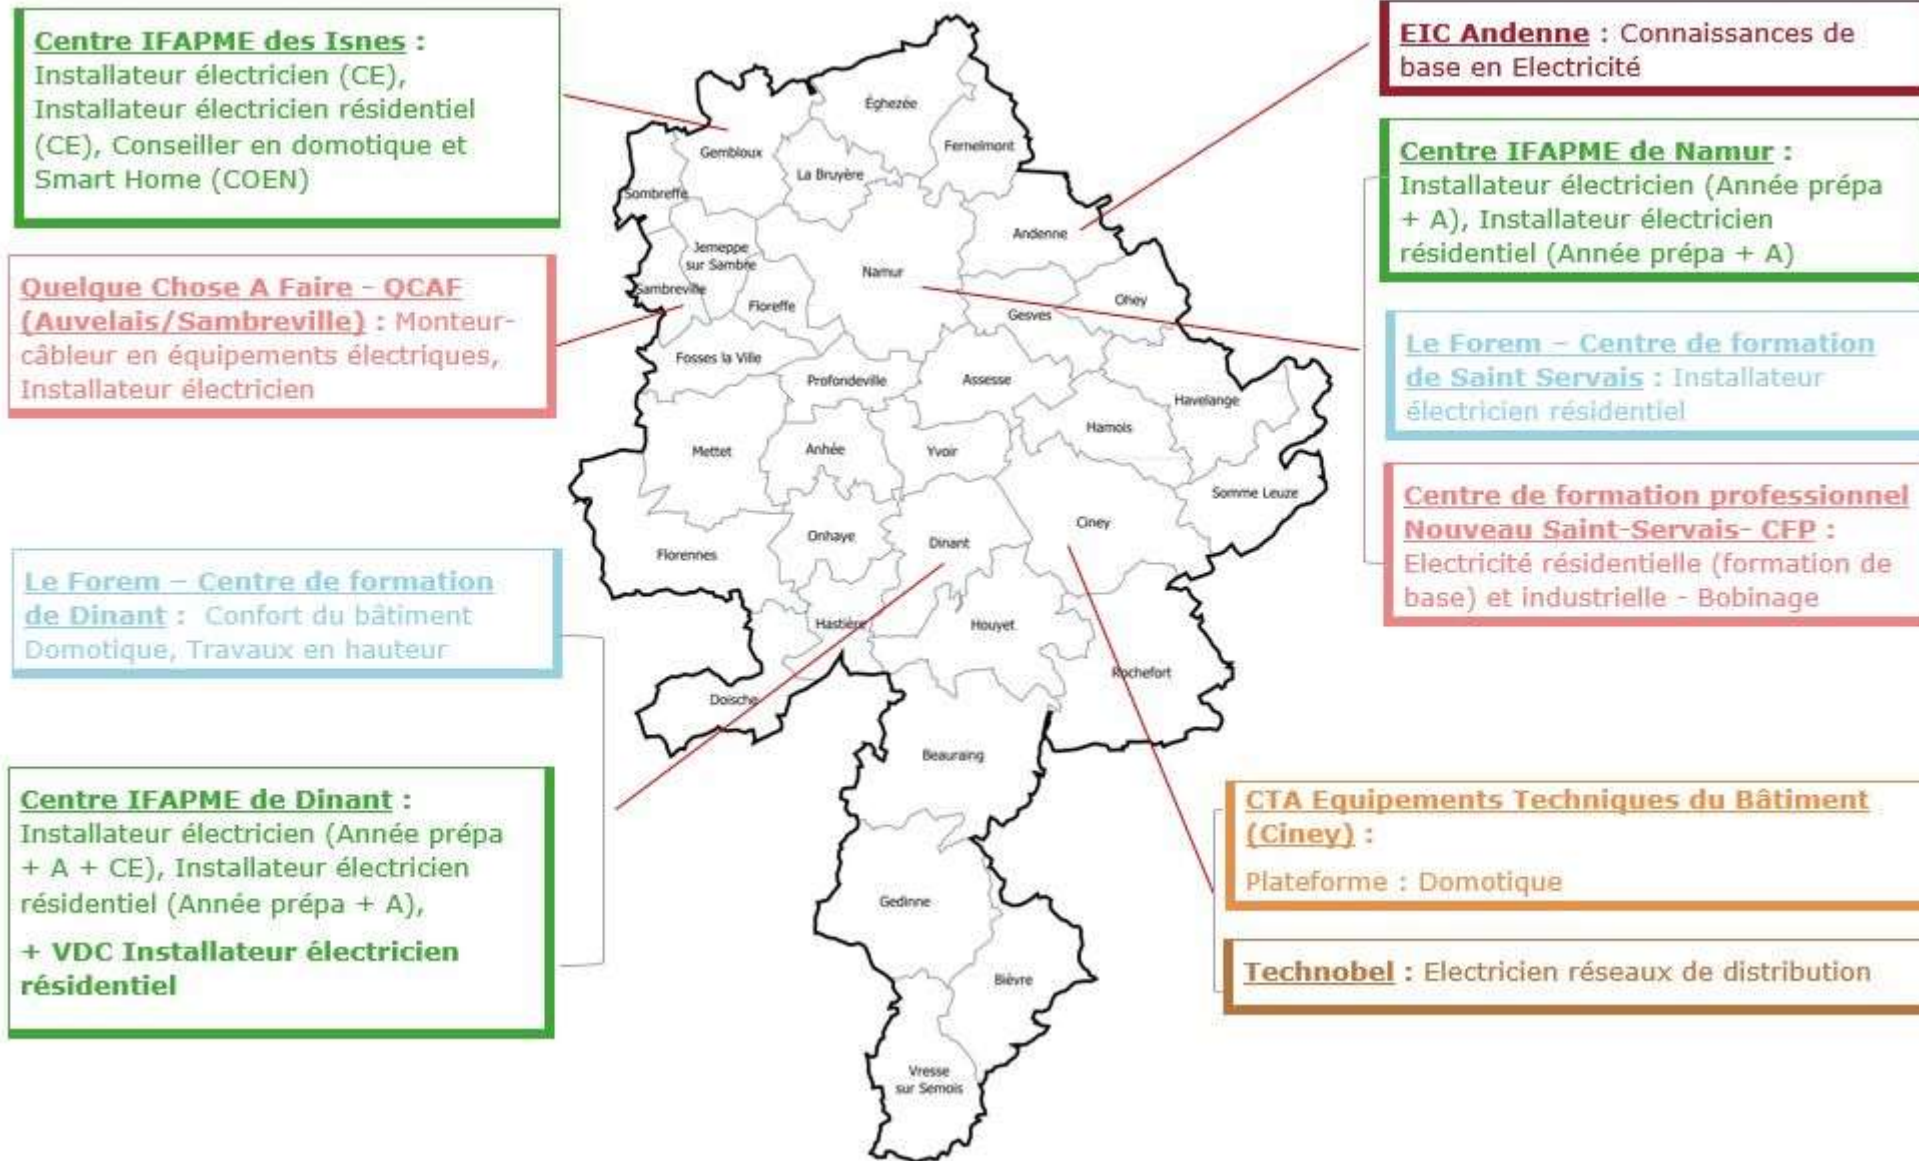 Centre IFAPME des Isnes :
Installateur électricien (CE),
Installateur électricien résidentiel
(CE), Conseiller en domotique et
Smart Home (COEN)
Quelque Chose A Faire - QCAF
(Auvelais/Sambreville) : Monteur-
câbleur en équipements électriques,
Installateur électricien
Le Forem – Centre de formation
de Dinant : Confort du bâtiment
Domotique, Travaux en hauteur
Centre IFAPME de Dinant :
Installateur électricien (Année prépa
+ A + CE), Installateur électricien
résidentiel (Année prépa + A),
+ VDC Installateur électricien
résidentiel
Éghezée
Gembloux
Fernelmont
La Bruyère
Sombreffe
Andenne
Jemeppe
sur Sambre
Namur
Sambreville
Floreffe
Ohey
Gesves
Fosses la Ville
Profondeville
Assesse
Havelange
Hamois
Mettet
Anhée
Yvoir
Somme Leuze
Ciney
Onhaye
Dinant
Florennes
Hastière
Houyet
Rochefort
Doische
Beauraing
Gedinne
Bièvre
Vresse
sur Semois
EIC Andenne : Connaissances de
base en Electricité
Centre IFAPME de Namur :
Installateur électricien (Année prépa
+ A), Installateur électricien
résidentiel (Année prépa + A)
Le Forem – Centre de formation
de Saint Servais : Installateur
électricien résidentiel
Centre de formation professionnel
Nouveau Saint-Servais- CFP :
Electricité résidentielle (formation de
base) et industrielle - Bobinage
CTA Equipements Techniques du Bâtiment
(Ciney) :
Plateforme : Domotique
Technobel : Electricien réseaux de distribution